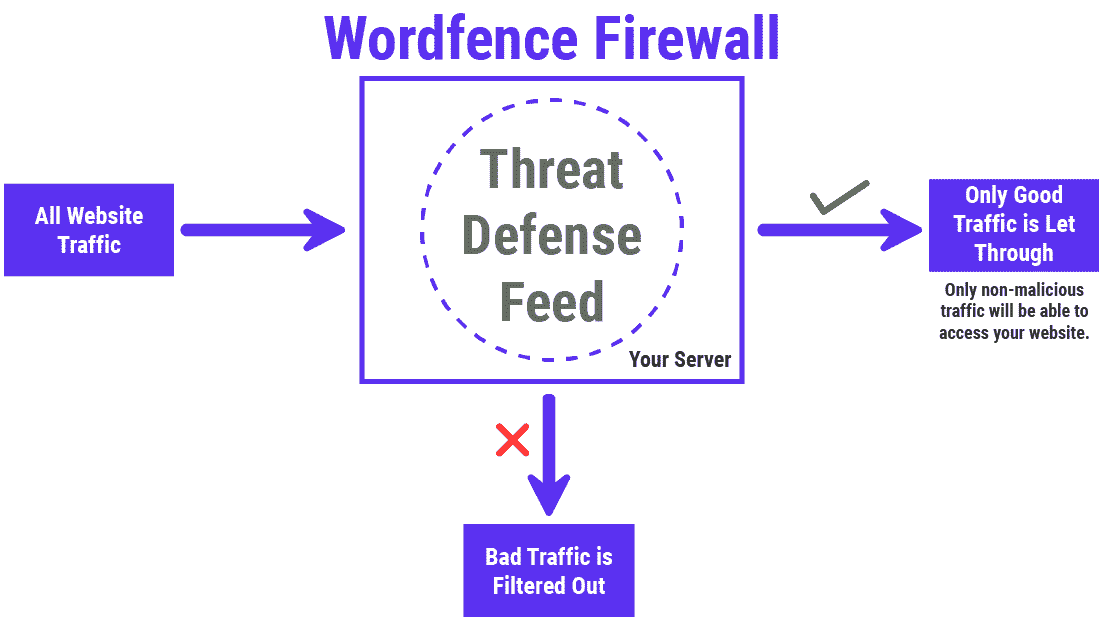 Wordfence Firewall
All Website
Traffic
Threat
Defense
Feed
Your Server
Only Good
Traffic is Let
Through
Only non-malicious
traffic will be able to
access your website.
Bad Traffic is
Filtered Out